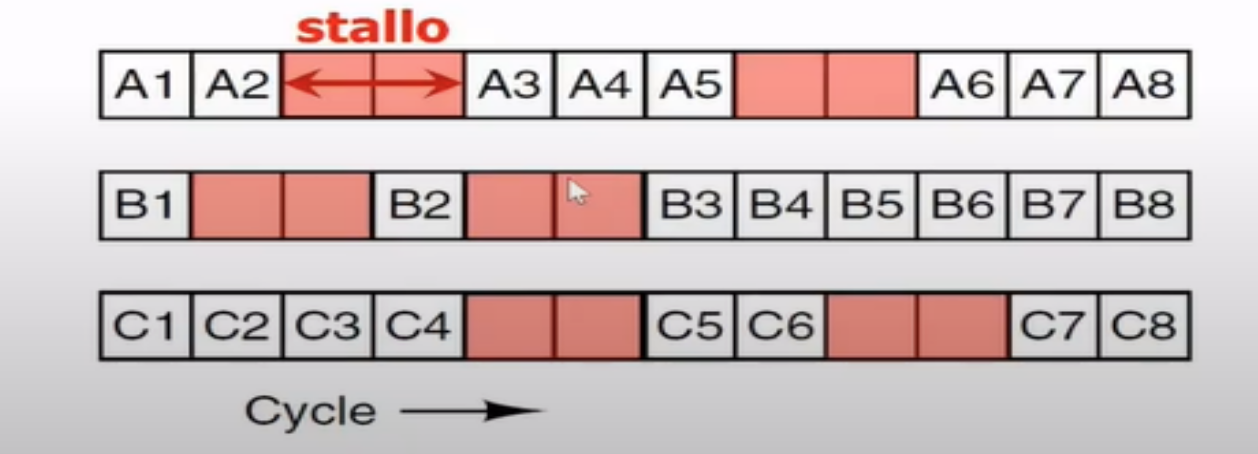 stallo
A1 A2 A3 A4 A5 A6 A7 A8
B1 B2 B3 B4 B5 B6 B7 B8
C1 C2 C3 C4 C5 C6 C7 C8
Cycle